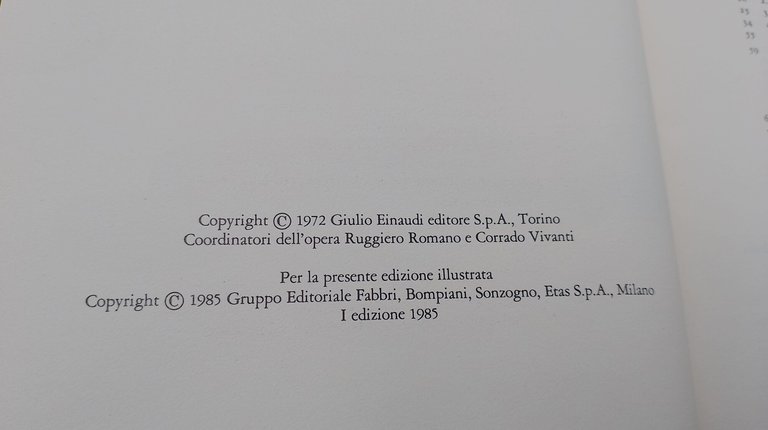 Copyright © 1972 Giulio Einaudi editore S.p.A., Torino
Coordinatori dell'opera Ruggiero Romano e Corrado Vivanti
Per la presente edizione illustrata
Copyright © 1985 Gruppo Editoriale Fabbri, Bompiani, Sonzogno, Etas S.p.A., Milano
I edizione 1985